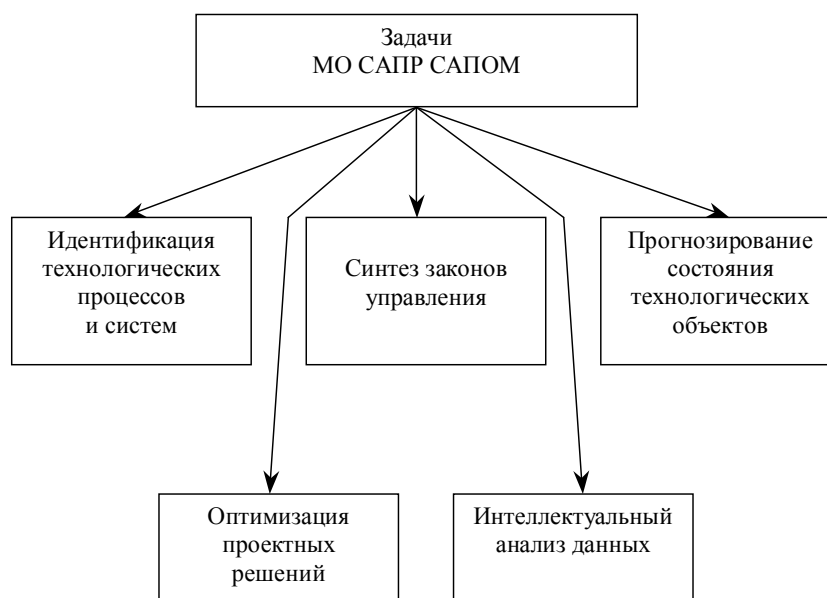 Задачи
МО САПР САПОМ
Идентификация
технологических
процессов
и систем
Синтез законов
управления
Прогнозирование
состояния
технологических
объектов
Оптимизация
проектных
решений
Интеллектуальный
анализ данных